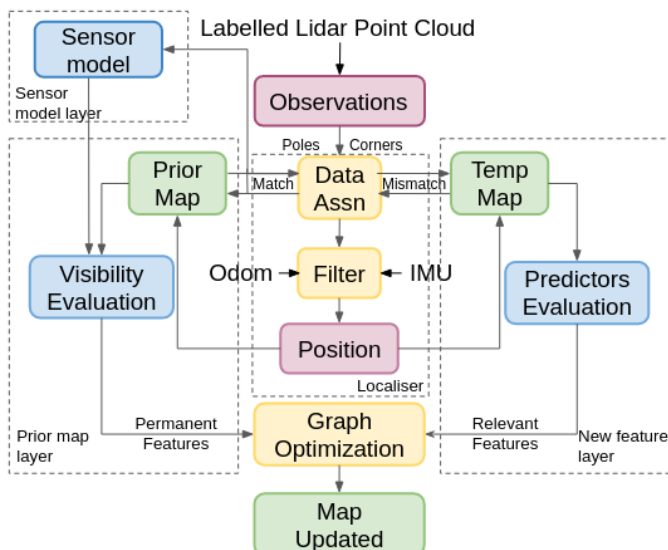 Labelled Lidar Point Cloud
Sensor
model
Sensor
model layer
Observations
Poles
Corners
Prior
Map
Match
Data
Assn
Mismatch
Temp
Map
Visibility
Evaluation
Odom
Filter
IMU
Predictors
Evaluation
Position
Localiser
Prior map
layer
Permanent
Features
Graph
Optimization
Relevant
Features
New feature
layer
Map
Updated